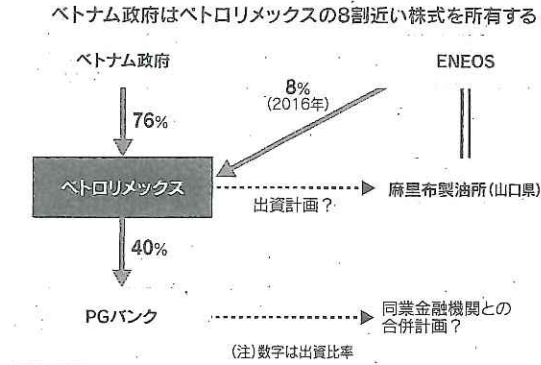 ベトナム政府はペトロリメックスの8割近い株式を所有する
ベトナム政府
ENEOS
8%
(2016年)
76%
ペトロリメックス
出資計画？
麻里布製油所(山口県)
40%
PGバンク
同業金融機関との
合併計画？
(注)数字は出資比率